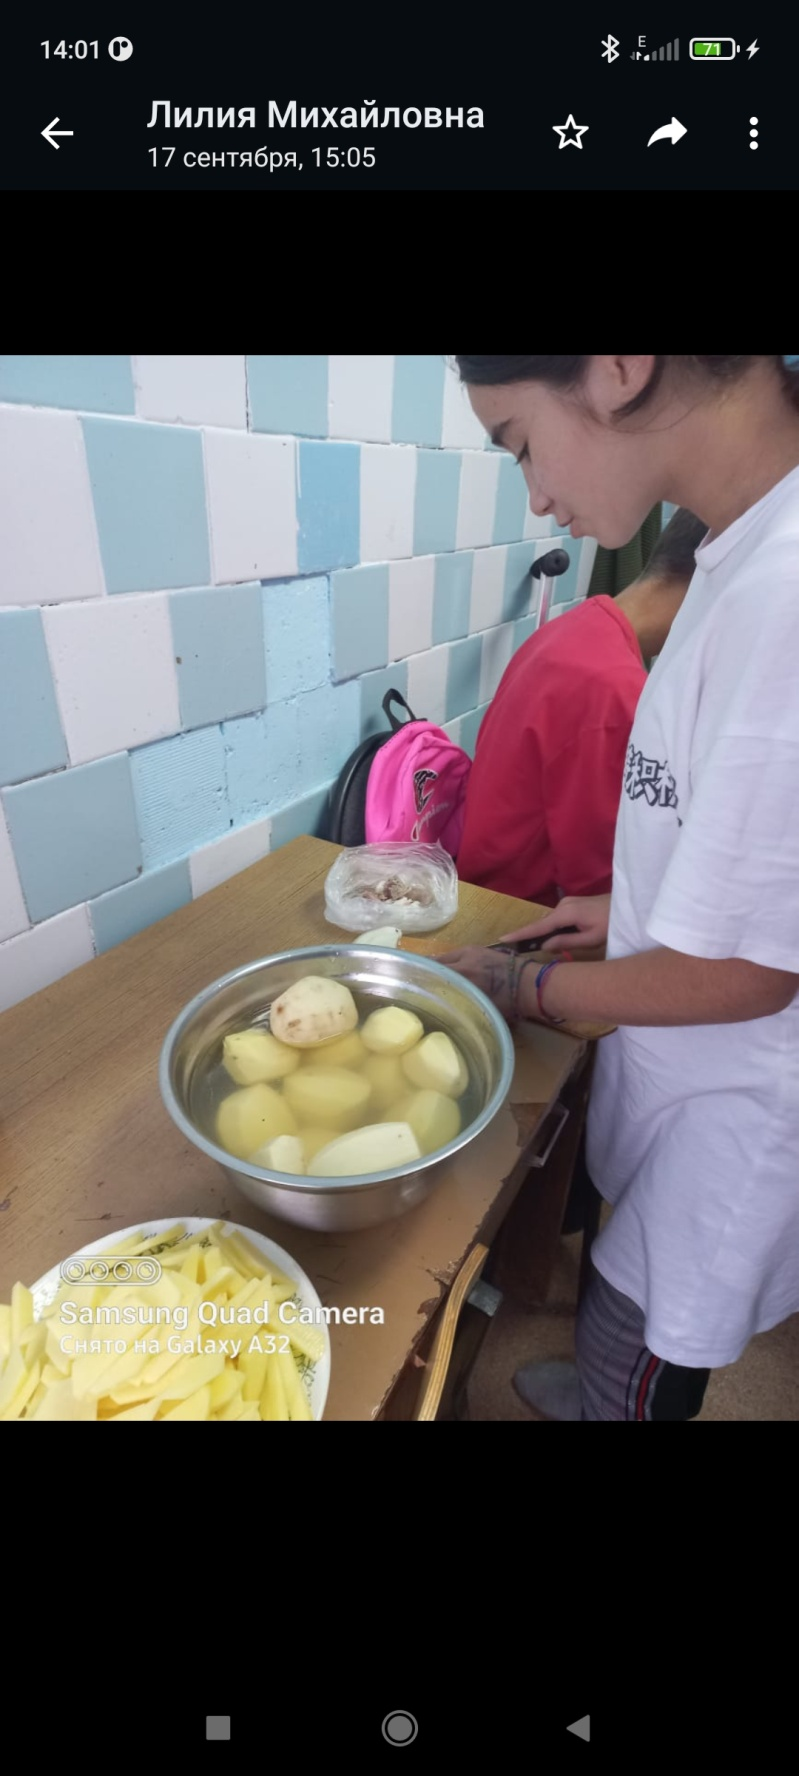 14:01
E
71
Лилия Михайловна
17 сентября, 15:05
Samsung Quad Camera
Снято на Galaxy A32